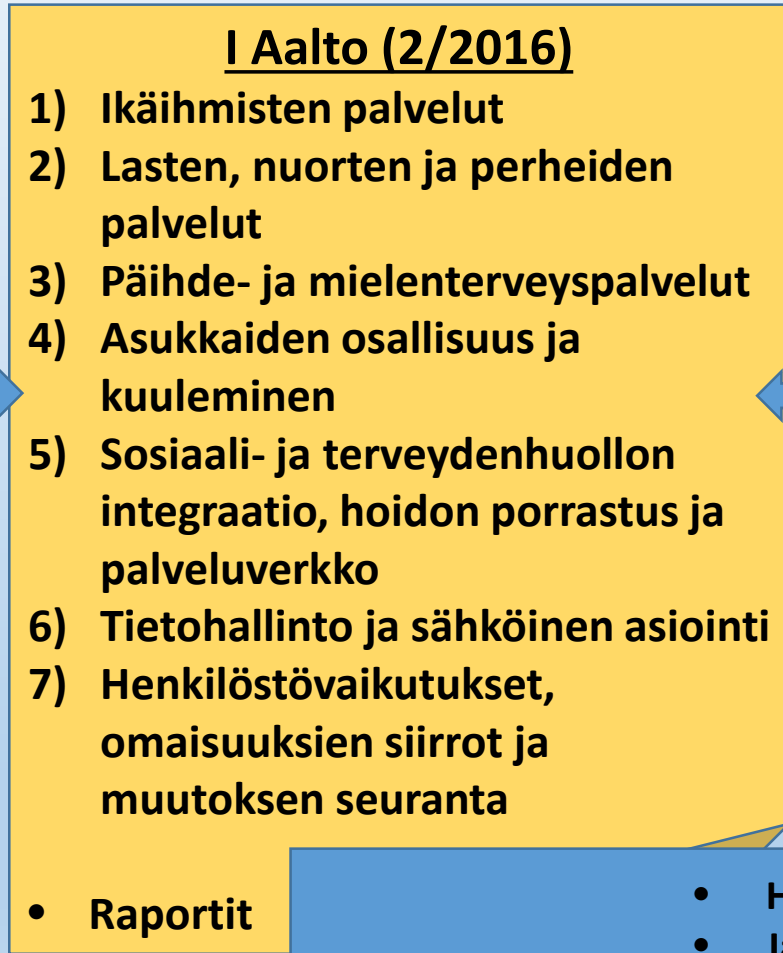 I Aalto (2/2016)
1) Ikäihmisten palvelut
2) Lasten, nuorten ja perheiden
palvelut
3) Päihde- ja mielenterveyspalvelut
4) Asukkaiden osallisuus ja
kuuleminen
5) Sosiaali- ja terveydenhuollon
integraatio, hoidon porrastus ja
palveluverkko
6) Tietohallinto ja sähköinen asiointi
7) Henkilöstövaikutukset,
omaisuuksien siirrot ja
muutoksen seuranta
• Raportit